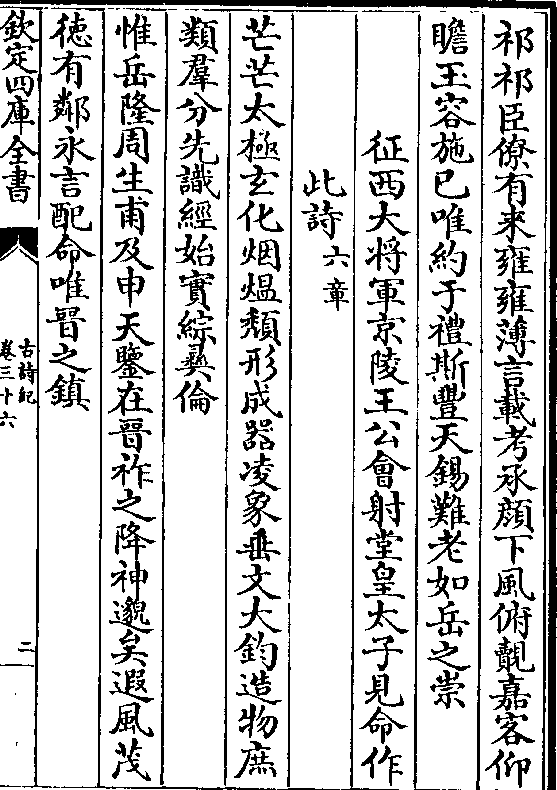 祁祁臣僚有来雍雍薄言載考承顔下風俯覿嘉客仰
瞻玉容施已唯約于禮斯豐天錫難老如岳之崇
征西大將軍京陵王公會射堂皇太子見命作
此詩六章
芒芒太極玄化烟熅頽形成器凌象垂文大鈞造物庶
類羣分先識經始實綜彛倫
惟岳隆周生甫及申天鑒在晉祚之降神邈矣遐風茂
徳有鄰永言配命唯晉之鎮
欽定四庫全書
古詩紀
卷三十六
二